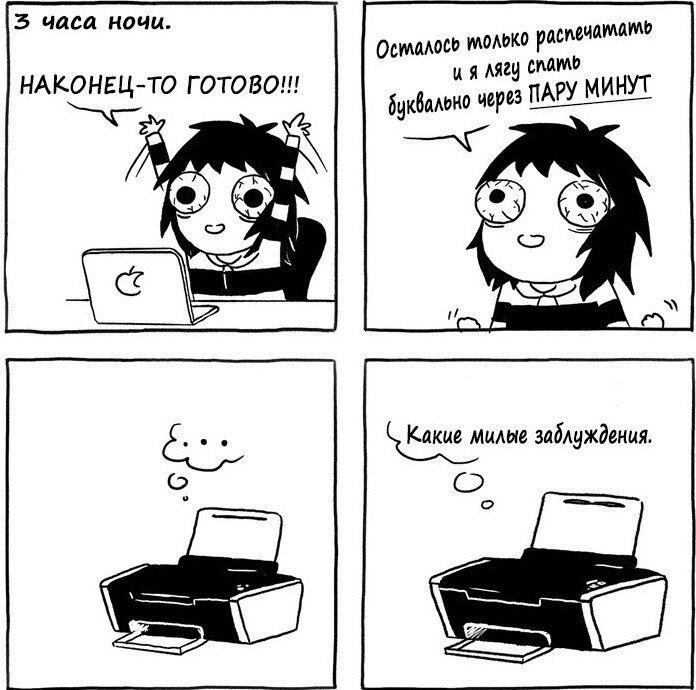 3 часа ночи.
НАКОНЕЦ-ТО ГОТОВО!!!
Осталось только распечатать
и я лягу спать
буквально через ПАРУ МИНУТ
...
Какие милые заблуждения.